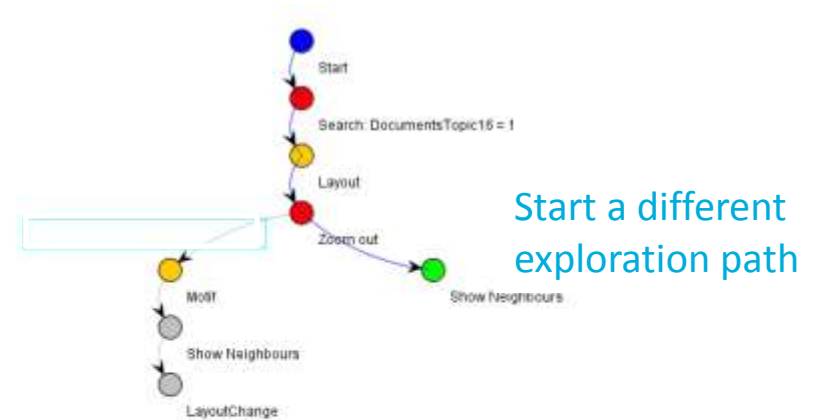 Start
Search: DocumentsTopic16 = 1
Layout
Start a different
exploration path
Zoom out
Motif
Show Neighbours
Show Neighbours
LayoutChange